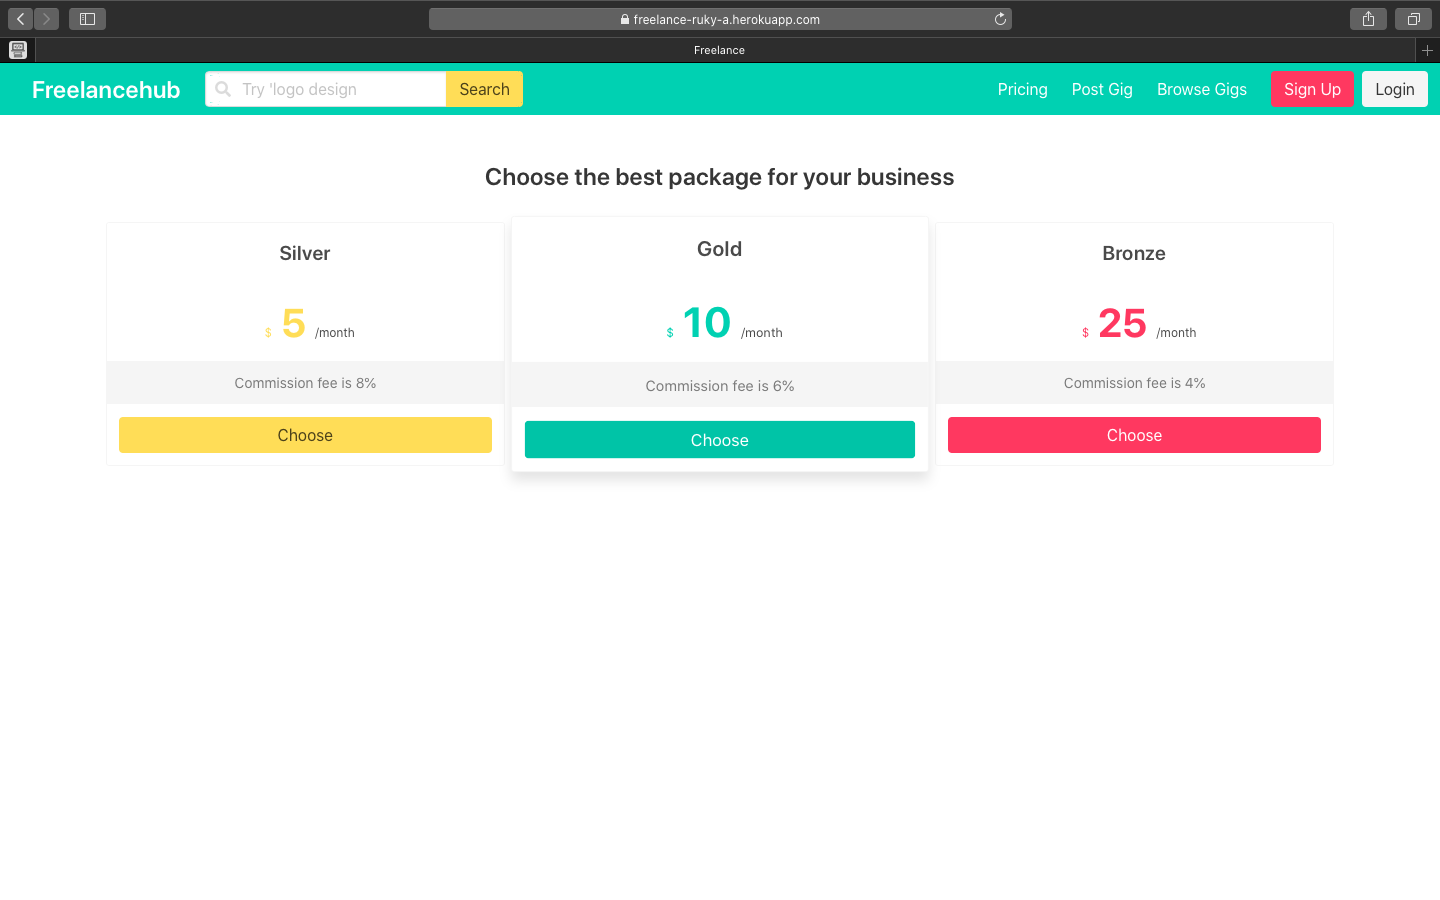 freelance-ruky-a.herokuapp.com
Freelance
Freelancehub
Try 'logo design
Search
Pricing
Post Gig
Browse Gigs
Sign Up
Login
Choose the best package for your business
Silver
$ 5 /month
Commission fee is 8%
Choose
Gold
$ 10 /month
Commission fee is 6%
Choose
Bronze
$ 25 /month
Commission fee is 4%
Choose